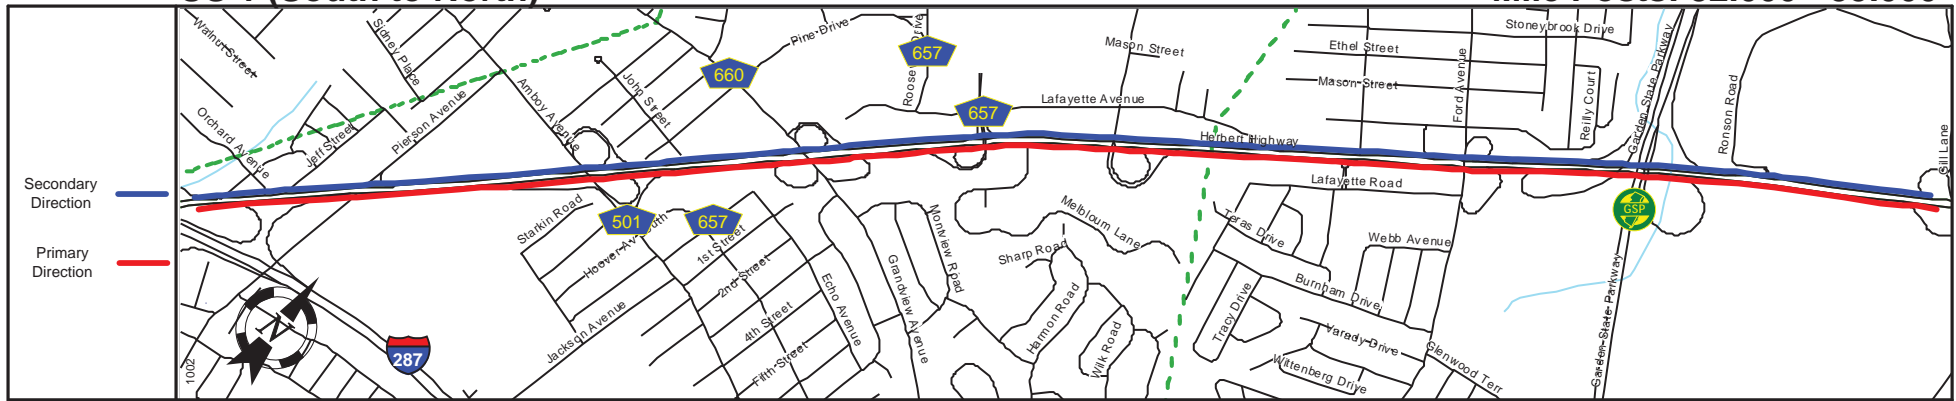 Secondary
Direction
Primary
Direction
Walnut Street
Sidney Place
Orchard Avenue
Jeff Street
Pierson Avenue
Amboy Avenue
John Street
660
Pine Drive
657
657
Mason Street
Lafayette Avenue
Herbert Highway
Stoneybrook Drive
Ethel Street
Mason Street
Ford Avenue
Reilly Court
Garden State Parkway
Ronson Road
Gill Lane
Starkin Road
501
657
Hoover Avenue
1st Street
2nd Street
4th Street
Fifth Street
Jackson Avenue
Echo Avenue
Grandview Avenue
Montview Road
Sharp Road
Melbloum Lane
Harmon Road
Wilk Road
Lafayette Road
Teras Drive
Webb Avenue
Burnham Drive
Tracy Drive
Varady Drive
Wittenberg Drive
Glenwood Terr
GSP
Garden State Parkway
N
287
1002